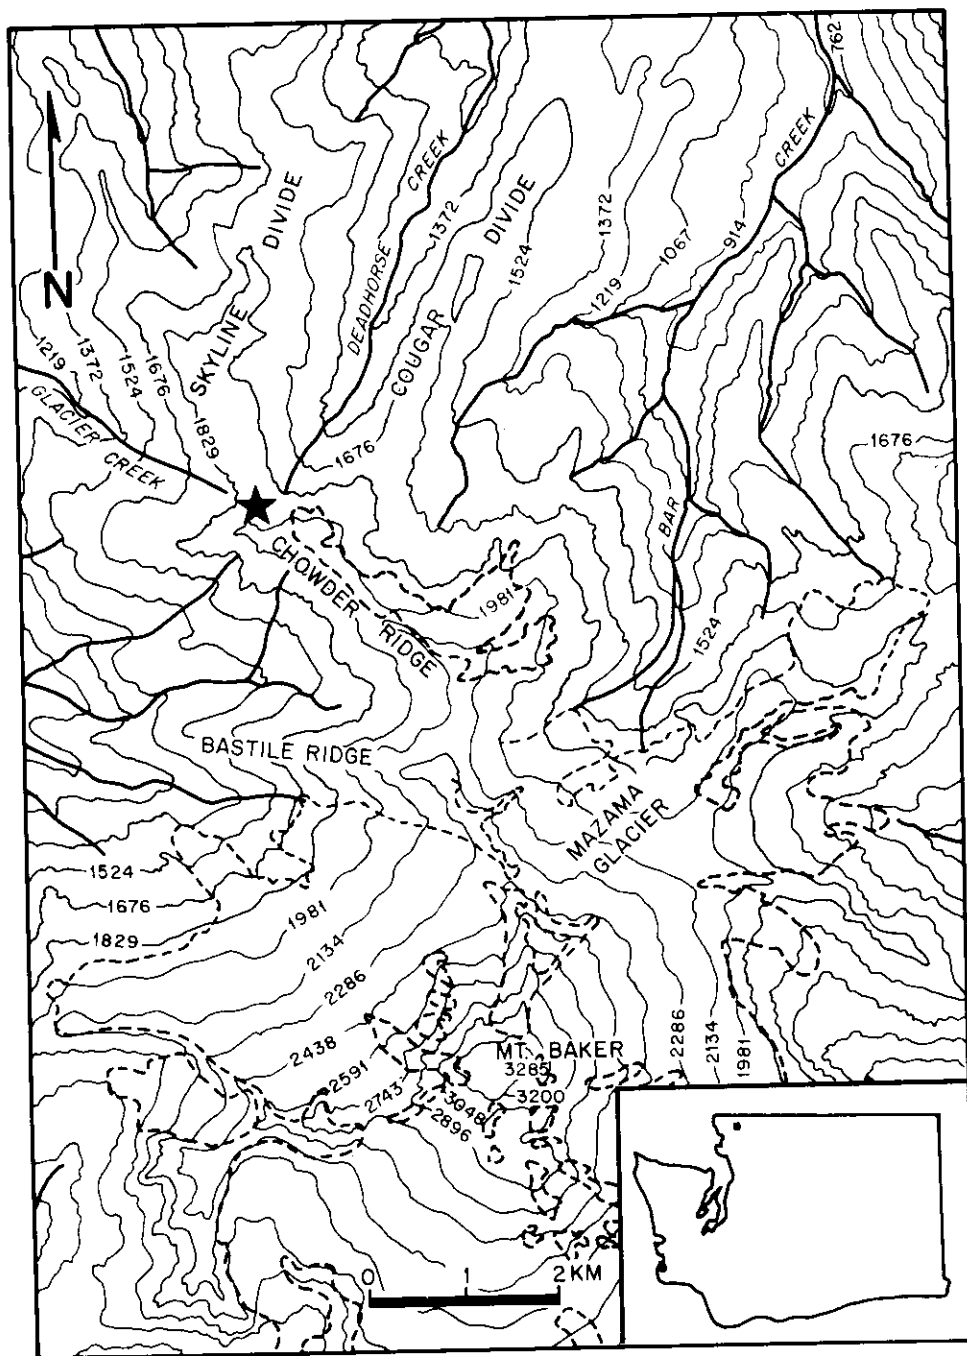 762
CREEK
CREEK
DIVIDE
1372
DIVIDE
1372
914
1067
1524
1219
DEADHORSE
N
SKYLINE
COUGAR
1219
1372
1524
1676
1829
GLACIER
CREEK
1676
1676
BAR
CHOWDER
RIDGE
1981
1524
BASTILE RIDGE
MAZAMA
GLACIER
1524
1676
1829
1981
2134
2286
2438
2591
2743
MT. BAKER
3285
3200
3048
2896
2286
2134
1981
0 1 2 KM